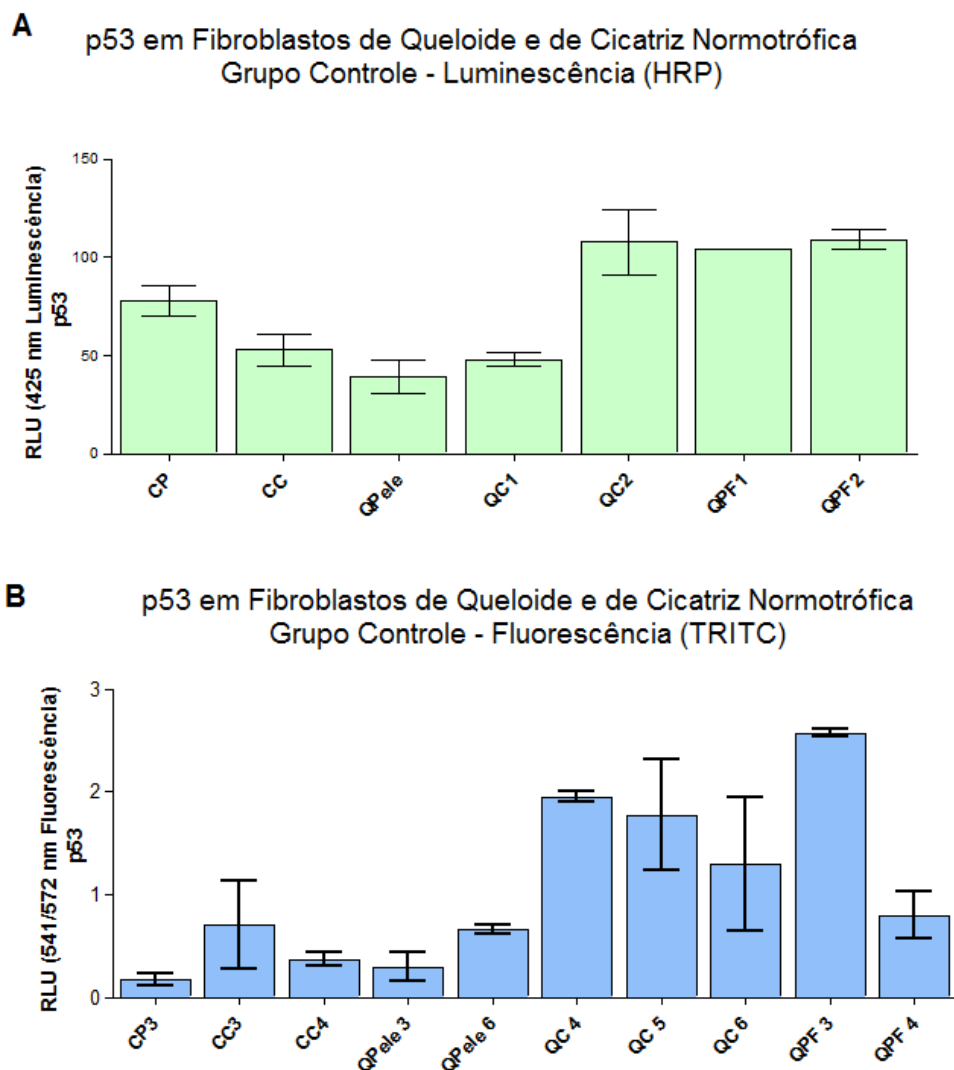 A
p53 em Fibroblastos de Queloide e de Cicatriz Normotrófica
Grupo Controle - Luminescência (HRP)
RLU (425 nm Luminescência)
p53
150
100
50
0
CP
CC
QPele
QC1
QC2
QPF1
QPF2
B
p53 em Fibroblastos de Queloide e de Cicatriz Normotrófica
Grupo Controle - Fluorescência (TRITC)
RLU (541/572 nm Fluorescência)
p53
3
2
1
0
CP3
CC3
CC4
QPele 3
QPele 6
QC 4
QC 5
QC 6
QPF 3
QPF 4